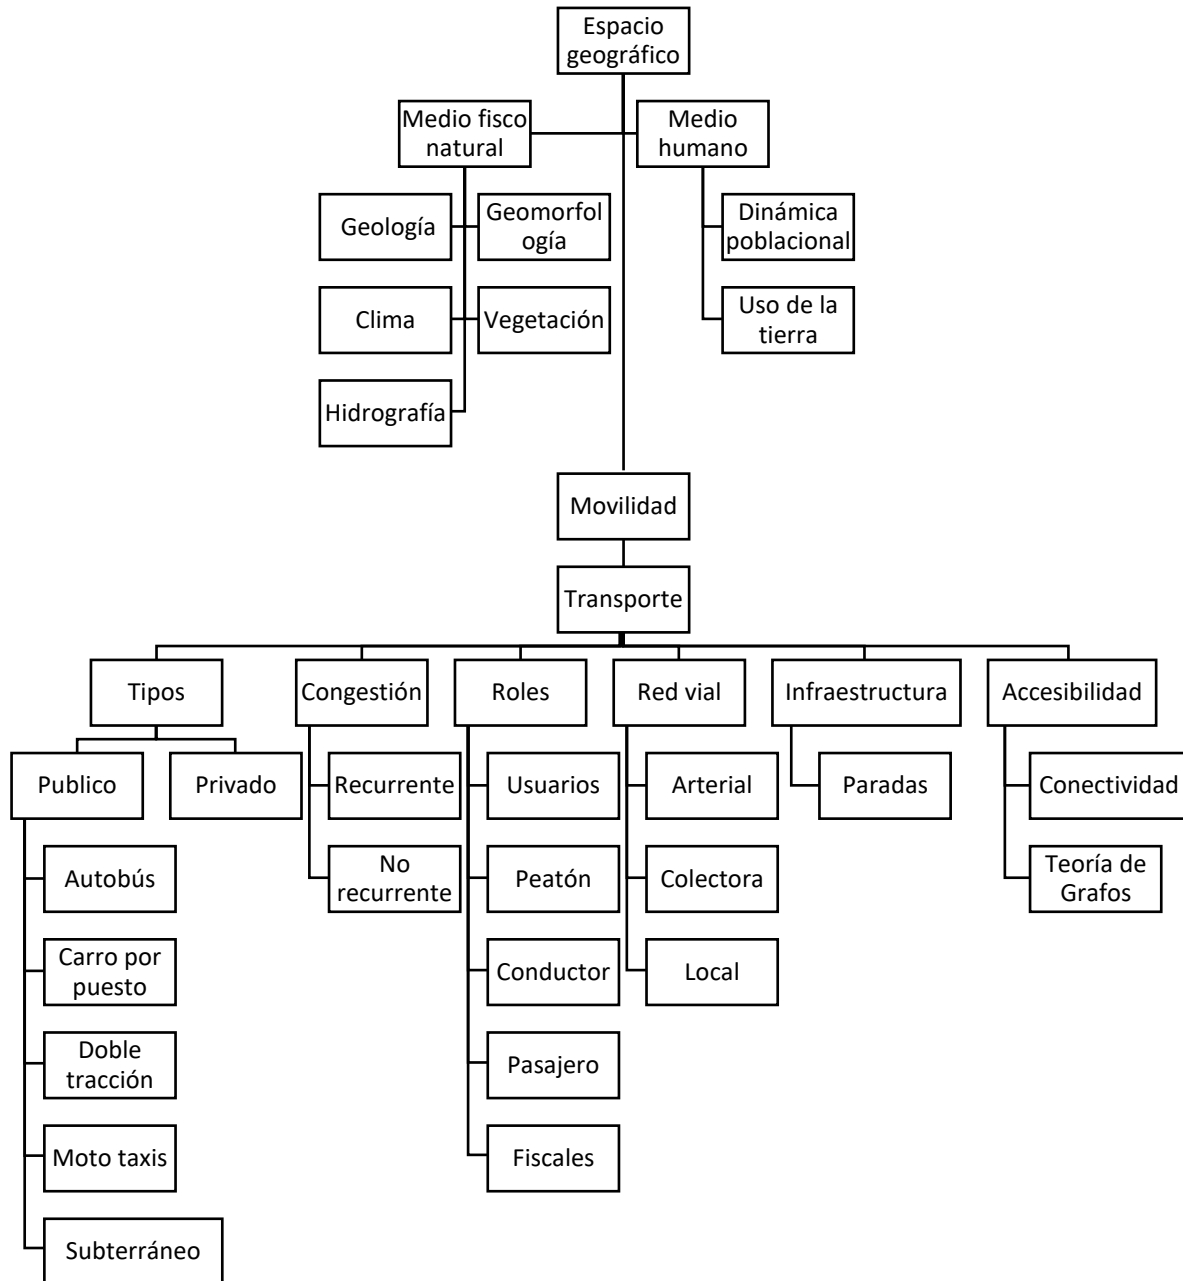 Espacio
geográfico
Medio fisco
natural
Medio
humano
Geología
Geomorfol
ogía
Dinámica
poblacional
Clima
Vegetación
Uso de la
tierra
Hidrografía
Movilidad
Transporte
Tipos
Congestión
Roles
Red vial
Infraestructura
Accesibilidad
Publico
Privado
Recurrente
Usuarios
Arterial
Paradas
Conectividad
Autobús
No
recurrente
Peatón
Colectora
Teoría de
Grafos
Carro por
puesto
Conductor
Local
Doble
tracción
Pasajero
Moto taxis
Fiscales
Subterráneo